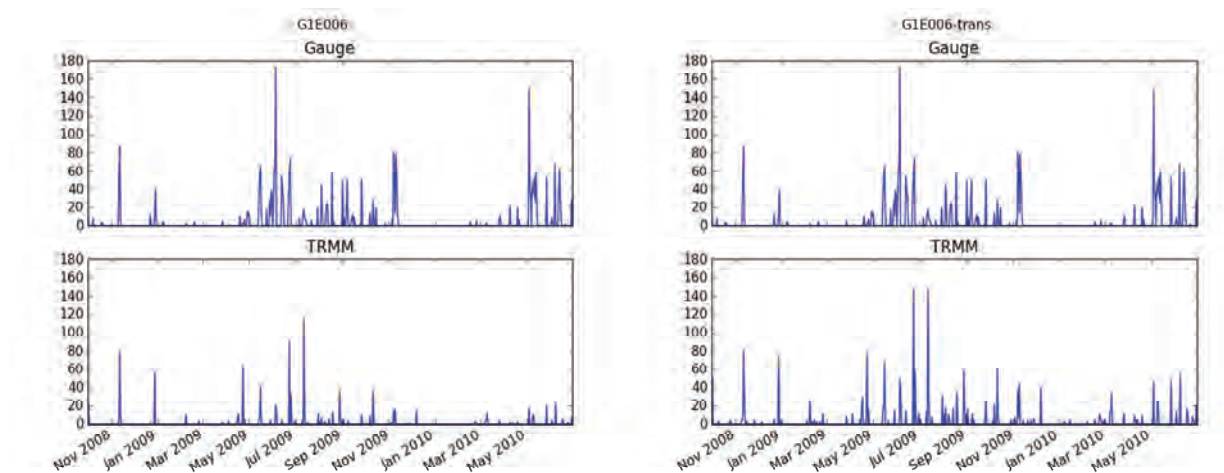 G1E006
Gauge
180
160
140
120
100
80
60
40
20
0
TRMM
180
160
140
120
100
80
60
40
20
0
Nov 2008
Jan 2009
Mar 2009
May 2009
Jul 2009
Sep 2009
Nov 2009
Jan 2010
Mar 2010
May 2010
G1E006-trans
Gauge
180
160
140
120
100
80
60
40
20
0
TRMM
180
160
140
120
100
80
60
40
20
0
Nov 2008
Jan 2009
Mar 2009
May 2009
Jul 2009
Sep 2009
Nov 2009
Jan 2010
Mar 2010
May 2010